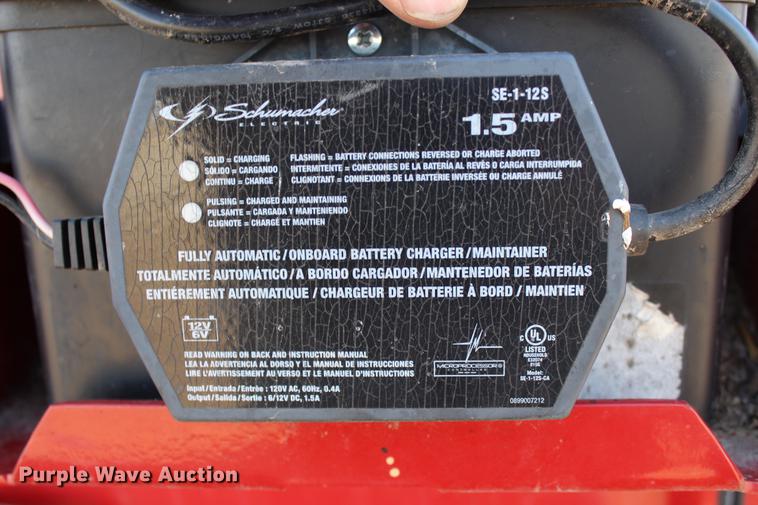 Schumacher
ELECTRIC
SE-1-12S
1.5 AMP
SOLID = CHARGING
SÓLIDO = CARGANDO
CONTINU = CHARGE
FLASHING = BATTERY CONNECTIONS REVERSED OR CHARGE ABORTED
INTERMITENTE = CONEXIONES DE LA BATERÍA AL REVÉS O CARGA INTERRUMPIDA
CLIGNOTANT = CONNEXIONS DE LA BATTERIE INVERSÉE OU CHARGE ANNULÉ
PULSING = CHARGED AND MAINTAINING
PULSANTE = CARGADA Y MANTENIENDO
CLIGNOTE = CHARGÉ ET MAINTIEN
FULLY AUTOMATIC/ONBOARD BATTERY CHARGER/MAINTAINER
TOTALMENTE AUTOMÁTICO/A BORDO CARGADOR/MANTENEDOR DE BATERÍAS
ENTIÉREMENT AUTOMATIQUE / CHARGEUR DE BATTERIE À BORD / MAINTIEN
12V
6V
READ WARNING ON BACK AND INSTRUCTION MANUAL
LEA LA ADVERTENCIA AL DORSO Y EL MANUAL DE INSTRUCCIONES
LIRE L'AVERTISSEMENT AU VERSO ET LE MANUEL D'INSTRUCTIONS
Input/Entrada/Entrée : 120V AC, 60Hz, 0.4A
Output/Salida/Sortie : 6/12V DC, 1.5A
MICROPROCESSOR
CONTROLLED
C UL US
LISTED
HOUSEHOLD
Model:
SE-1-12S-CA
0899007212
Purple Wave Auction